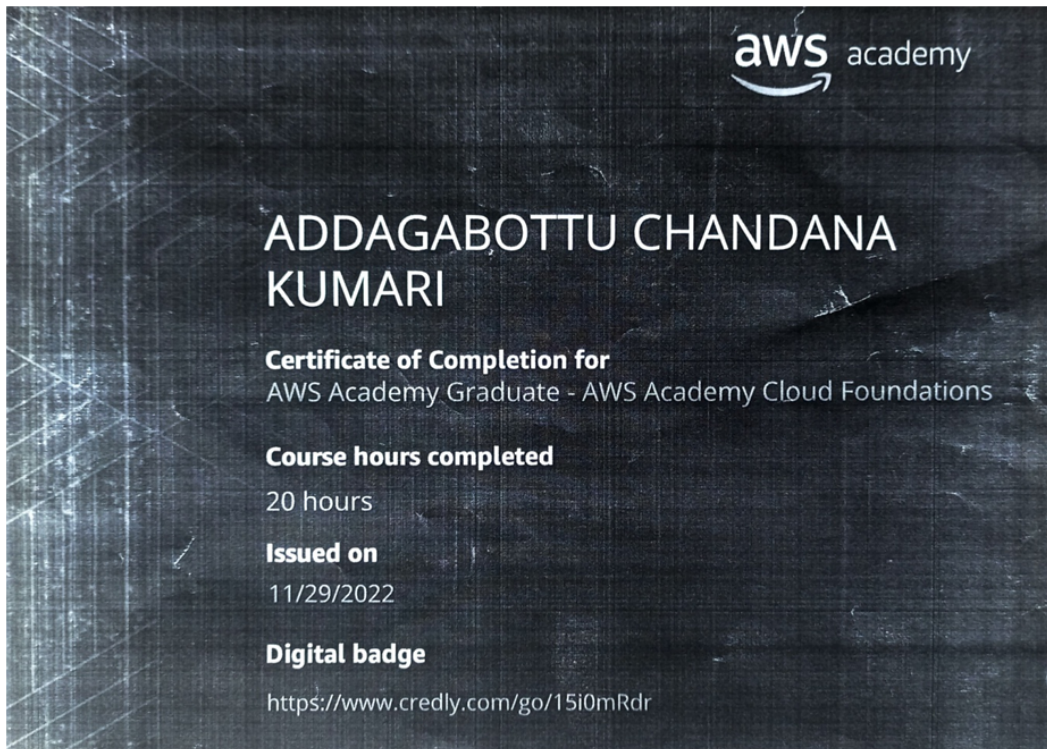 aws academy
ADDAGABOTTU CHANDANA
KUMARI
Certificate of Completion for
AWS Academy Graduate - AWS Academy Cloud Foundations
Course hours completed
20 hours
Issued on
11/29/2022
Digital badge
https://www.credly.com/go/15i0mRdr